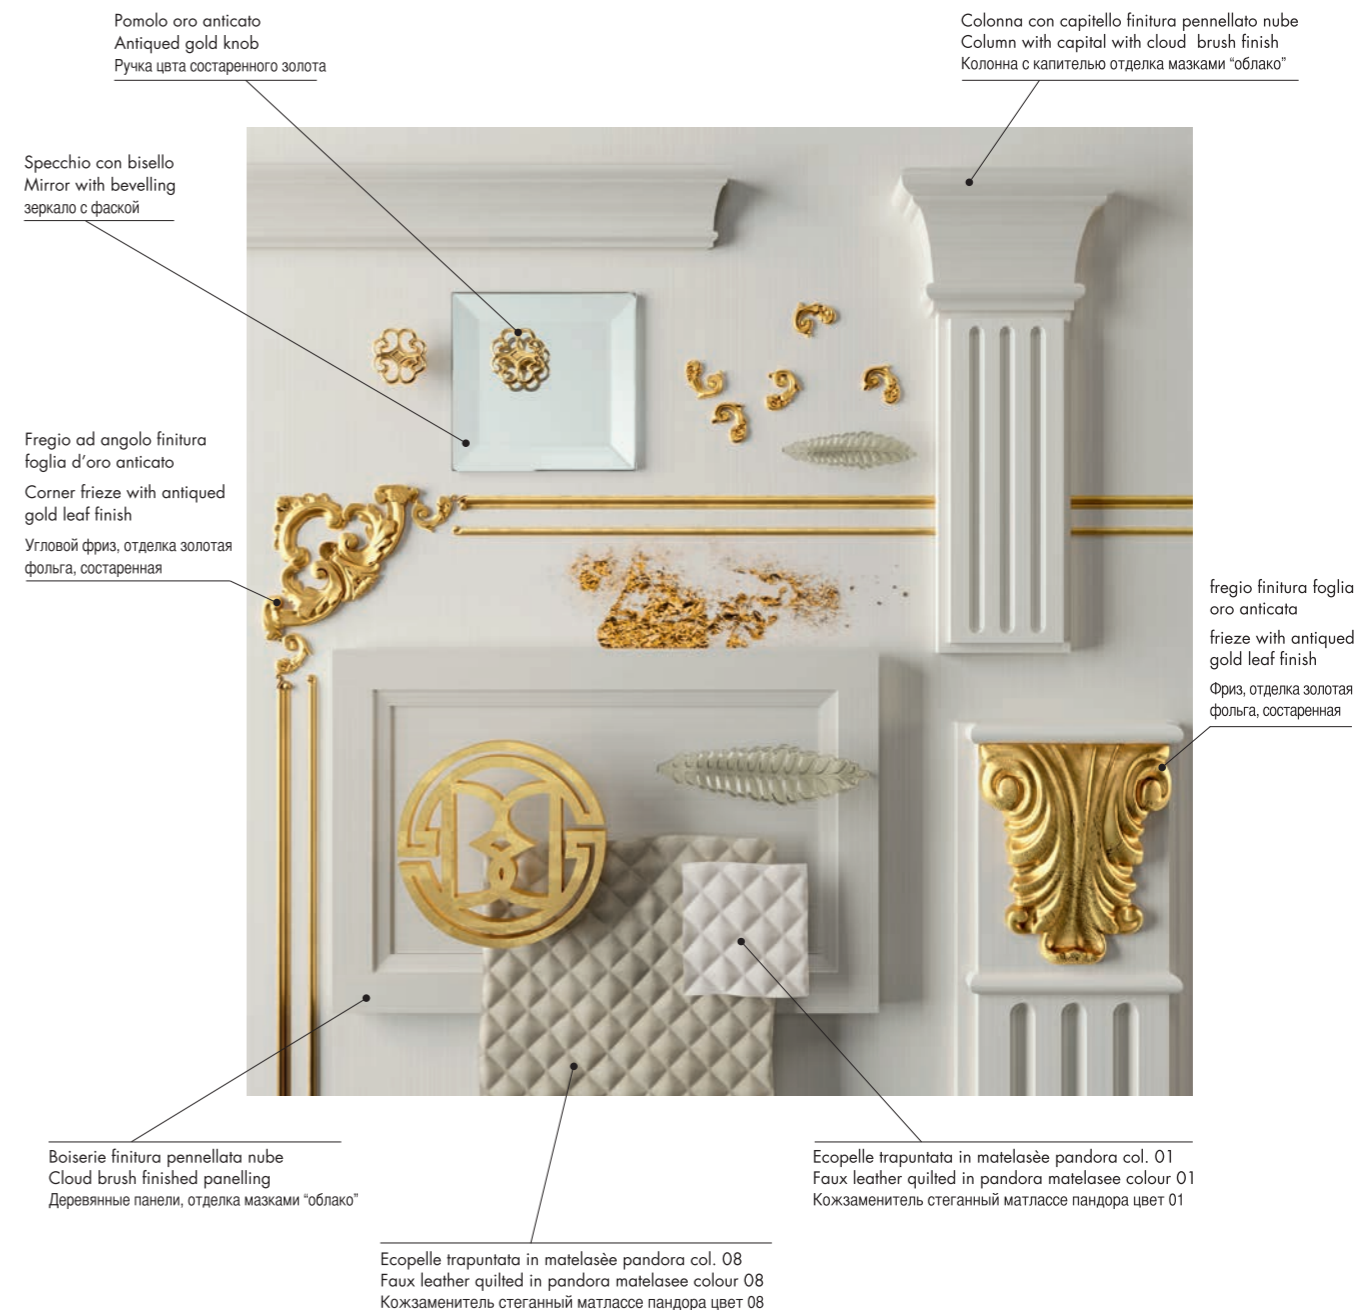 Pomolo oro anticato
Antiqued gold knob
Ручка цвта состаренного золота
Colonna con capitello finitura pennellato nube
Column with capital with cloud brush finish
Колонна с капителью отделка мазками “облако”
Specchio con bisello
Mirror with bevelling
зеркало с фаской
Fregio ad angolo finitura
foglia d’oro anticato
Corner frieze with antiqued
gold leaf finish
Угловой фриз, отделка золотая
фольга, состаренная
fregio finitura foglia
oro anticata
frieze with antiqued
gold leaf finish
Фриз, отделка золотая
фольга, состаренная
Boiserie finitura pennellata nube
Cloud brush finished panelling
Деревянные панели, отделка мазками “облако”
Ecopelle trapuntata in matelasèe pandora col. 01
Faux leather quilted in pandora matelasee colour 01
Кожзаменитель стеганный матлассе пандора цвет 01
Ecopelle trapuntata in matelasèe pandora col. 08
Faux leather quilted in pandora matelasee colour 08
Кожзаменитель стеганный матлассе пандора цвет 08